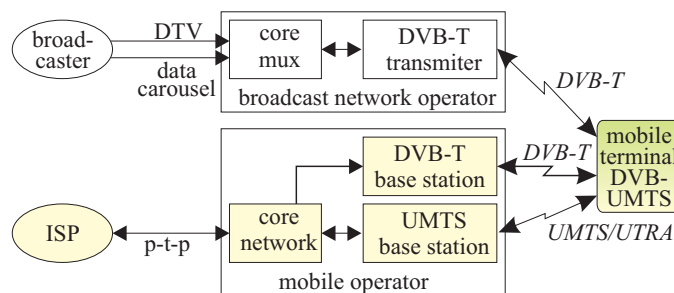 broad-
caster
DTV
data
carousel
core
mux
DVB-T
transmiter
broadcast network operator
DVB-T
mobile
terminal
DVB-
UMTS
DVB-T
base station
DVB-T
ISP
p-t-p
core
network
UMTS
base station
UMTS/UTRA
mobile operator